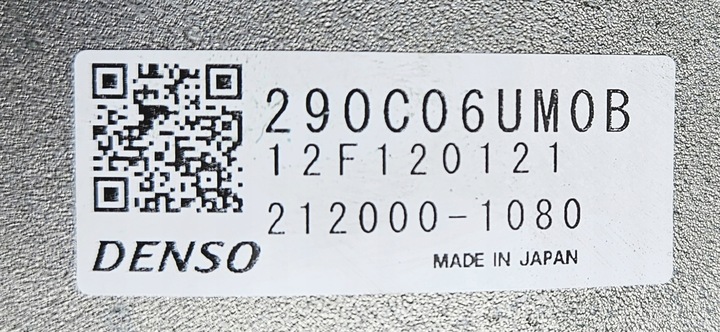 290C06UM0B
12F120121
212000-1080
DENSO
MADE IN JAPAN